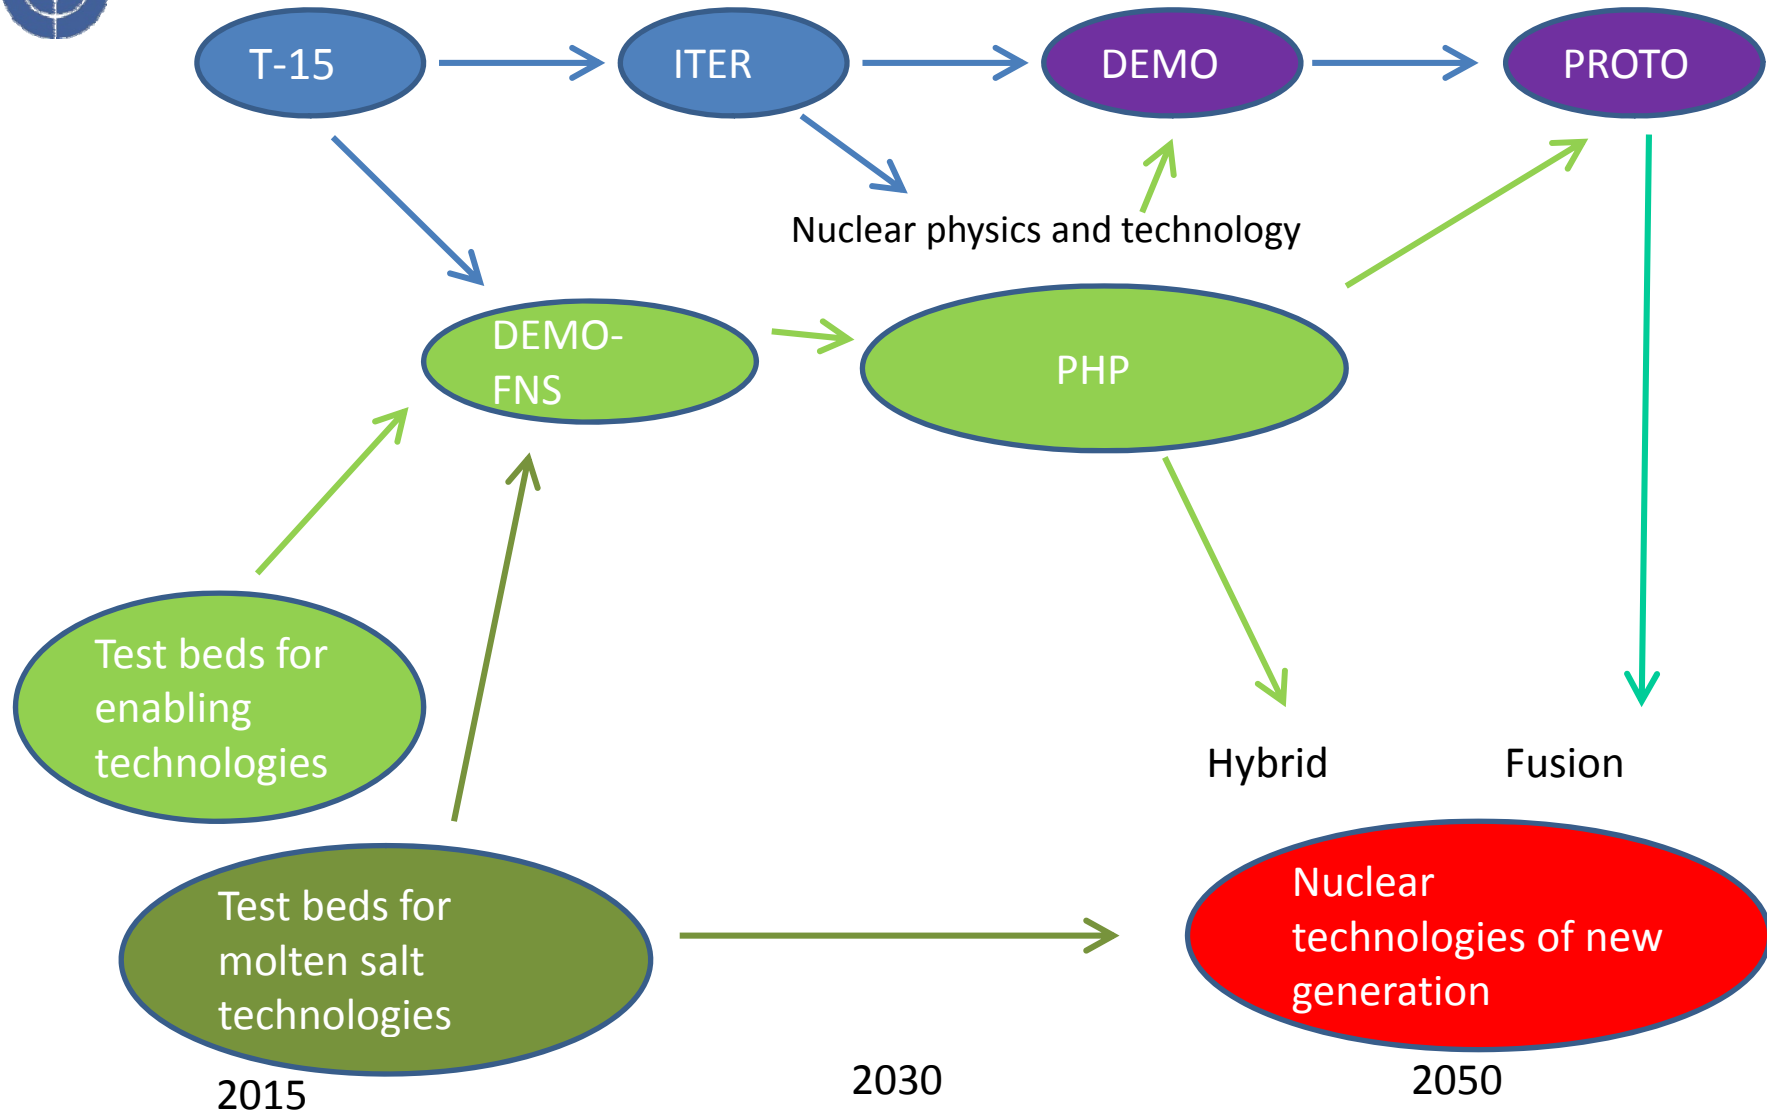 T-15
ITER
DEMO
PROTO
Nuclear physics and technology
DEMO-
FNS
PHP
Test beds for
enabling
technologies
Hybrid
Fusion
Test beds for
molten salt
technologies
Nuclear
technologies of new
generation
2015
2030
2050